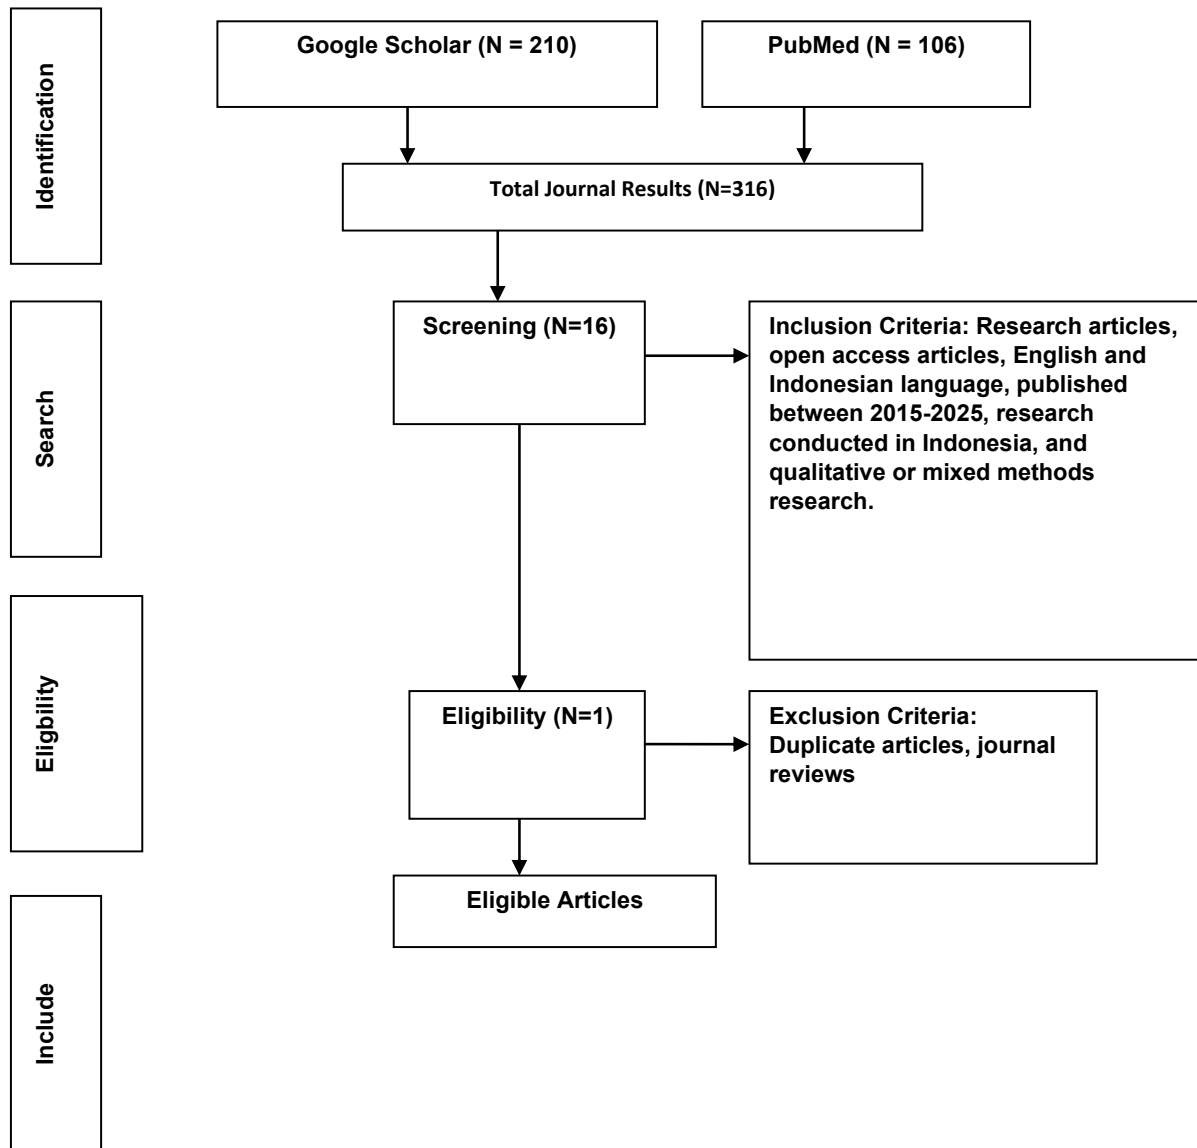 Identification
Google Scholar (N = 210)
PubMed (N = 106)
Total Journal Results (N=316)
Search
Screening (N=16)
Inclusion Criteria: Research articles,
open access articles, English and
Indonesian language, published
between 2015-2025, research
conducted in Indonesia, and
qualitative or mixed methods
research.
Eligbility
Eligibility (N=1)
Exclusion Criteria:
Duplicate articles, journal
reviews
Include
Eligible Articles